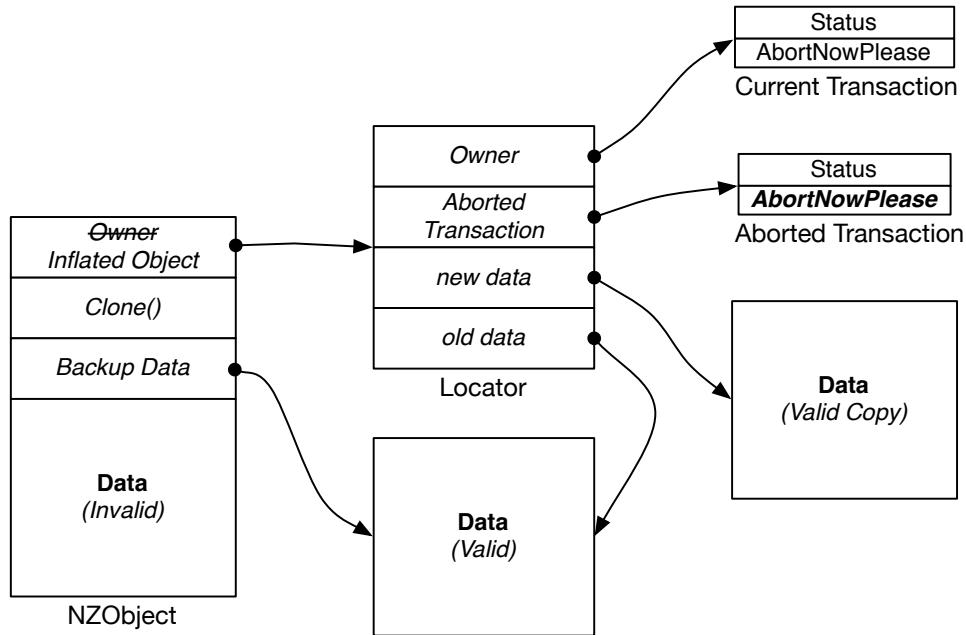 Status
AbortNowPlease
Current Transaction
Owner
Aborted
Transaction
new data
old data
Locator
Status
AbortNowPlease
Aborted Transaction
Owner
Inflated Object
Clone()
Backup Data
Data
(Invalid)
NZObject
Data
(Valid)
Data
(Valid Copy)